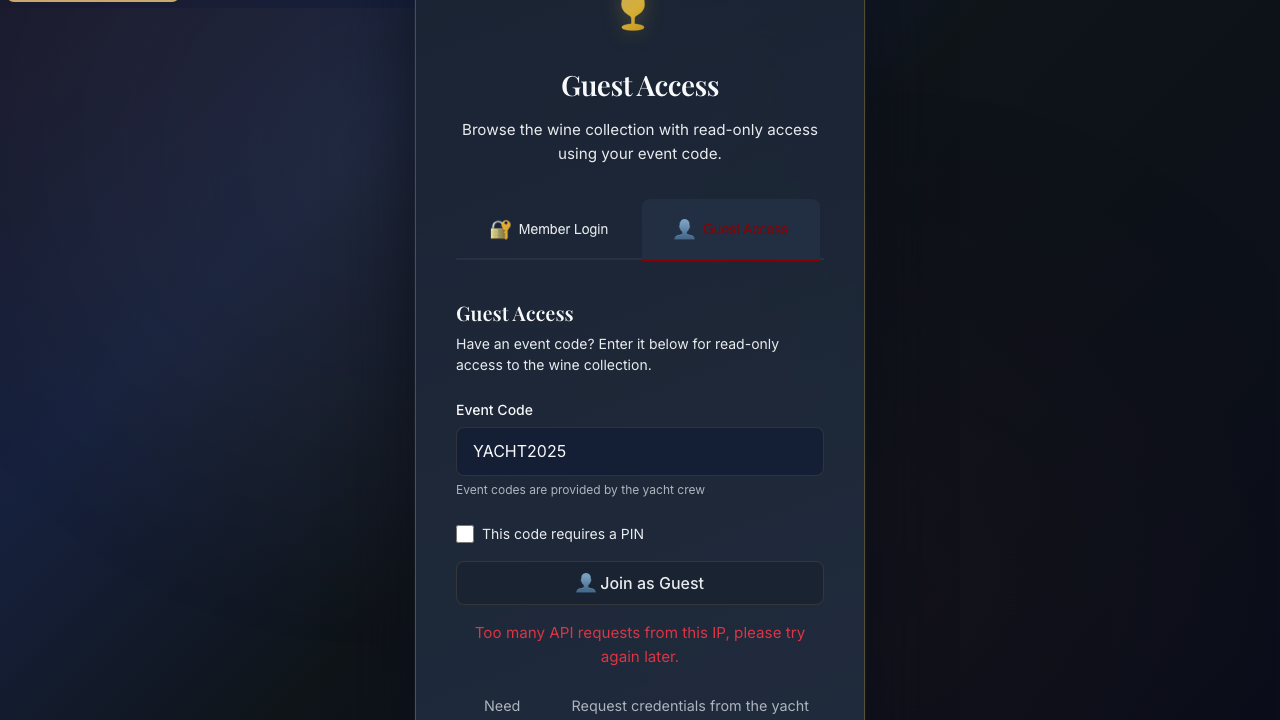 Guest Access
Browse the wine collection with read-only access
using your event code.
Member Login
Guest Access
Guest Access
Have an event code? Enter it below for read-only
access to the wine collection.
Event Code
YACHT2025
Event codes are provided by the yacht crew
This code requires a PIN
Join as Guest
Too many API requests from this IP, please try
again later.
Need
Request credentials from the yacht